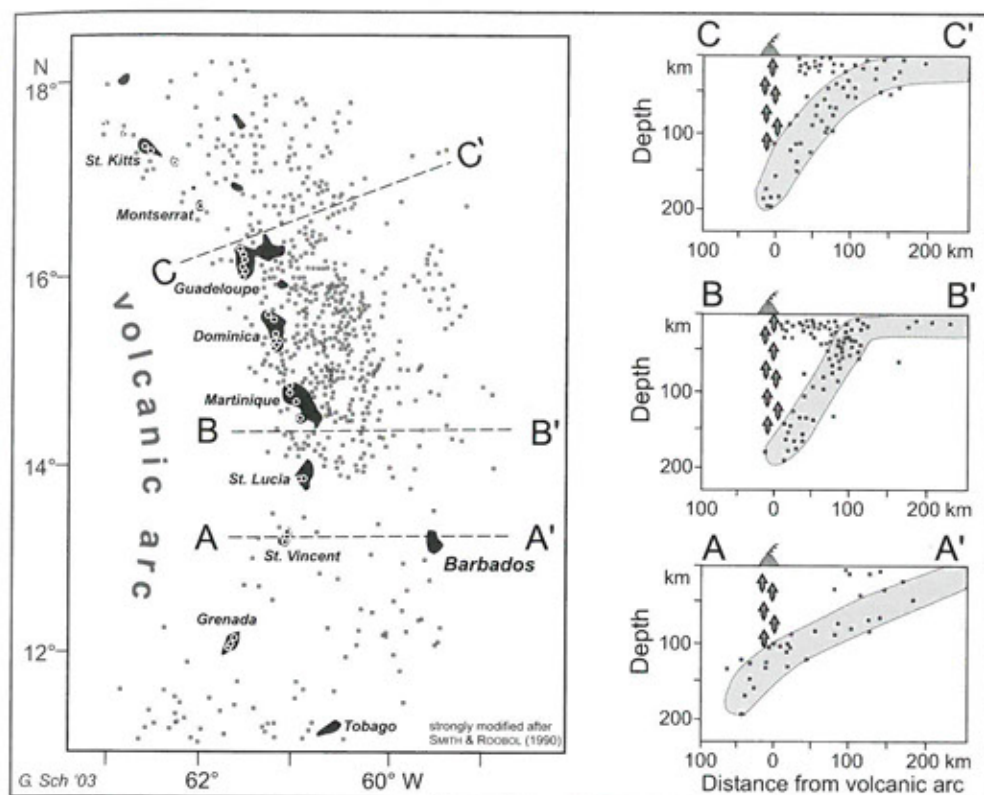 N
18°
16°
14°
12°
62°
60° W
St. Kitts
Montserrat
C
C'
Guadeloupe
Dominica
Martinique
B
B'
St. Lucia
A
A'
St. Vincent
Barbados
Grenada
Tobago
volcanic arc
strongly modified after
SMITH & ROOBOL (1990)
G. Sch '03
C
C'
km
100
200
Depth
100
0
100
200 km
B
B'
km
100
200
Depth
100
0
100
200 km
A
A'
km
100
200
Depth
100
0
100
200 km
Distance from volcanic arc